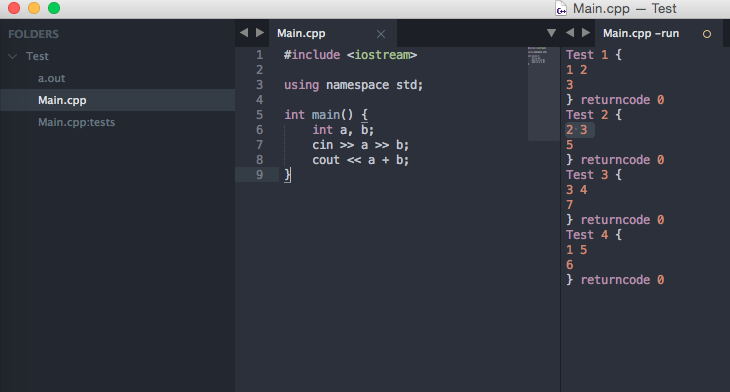 Main.cpp — Test
FOLDERS
Test
a.out
Main.cpp
Main.cpp:tests
Main.cpp
1 #include <iostream>
2
3 using namespace std;
4
5 int main() {
6     int a, b;
7     cin >> a >> b;
8     cout << a + b;
9 }
Main.cpp -run
Test 1 {
1 2
3
} returncode 0
Test 2 {
2 3
5
} returncode 0
Test 3 {
3 4
7
} returncode 0
Test 4 {
1 5
6
} returncode 0